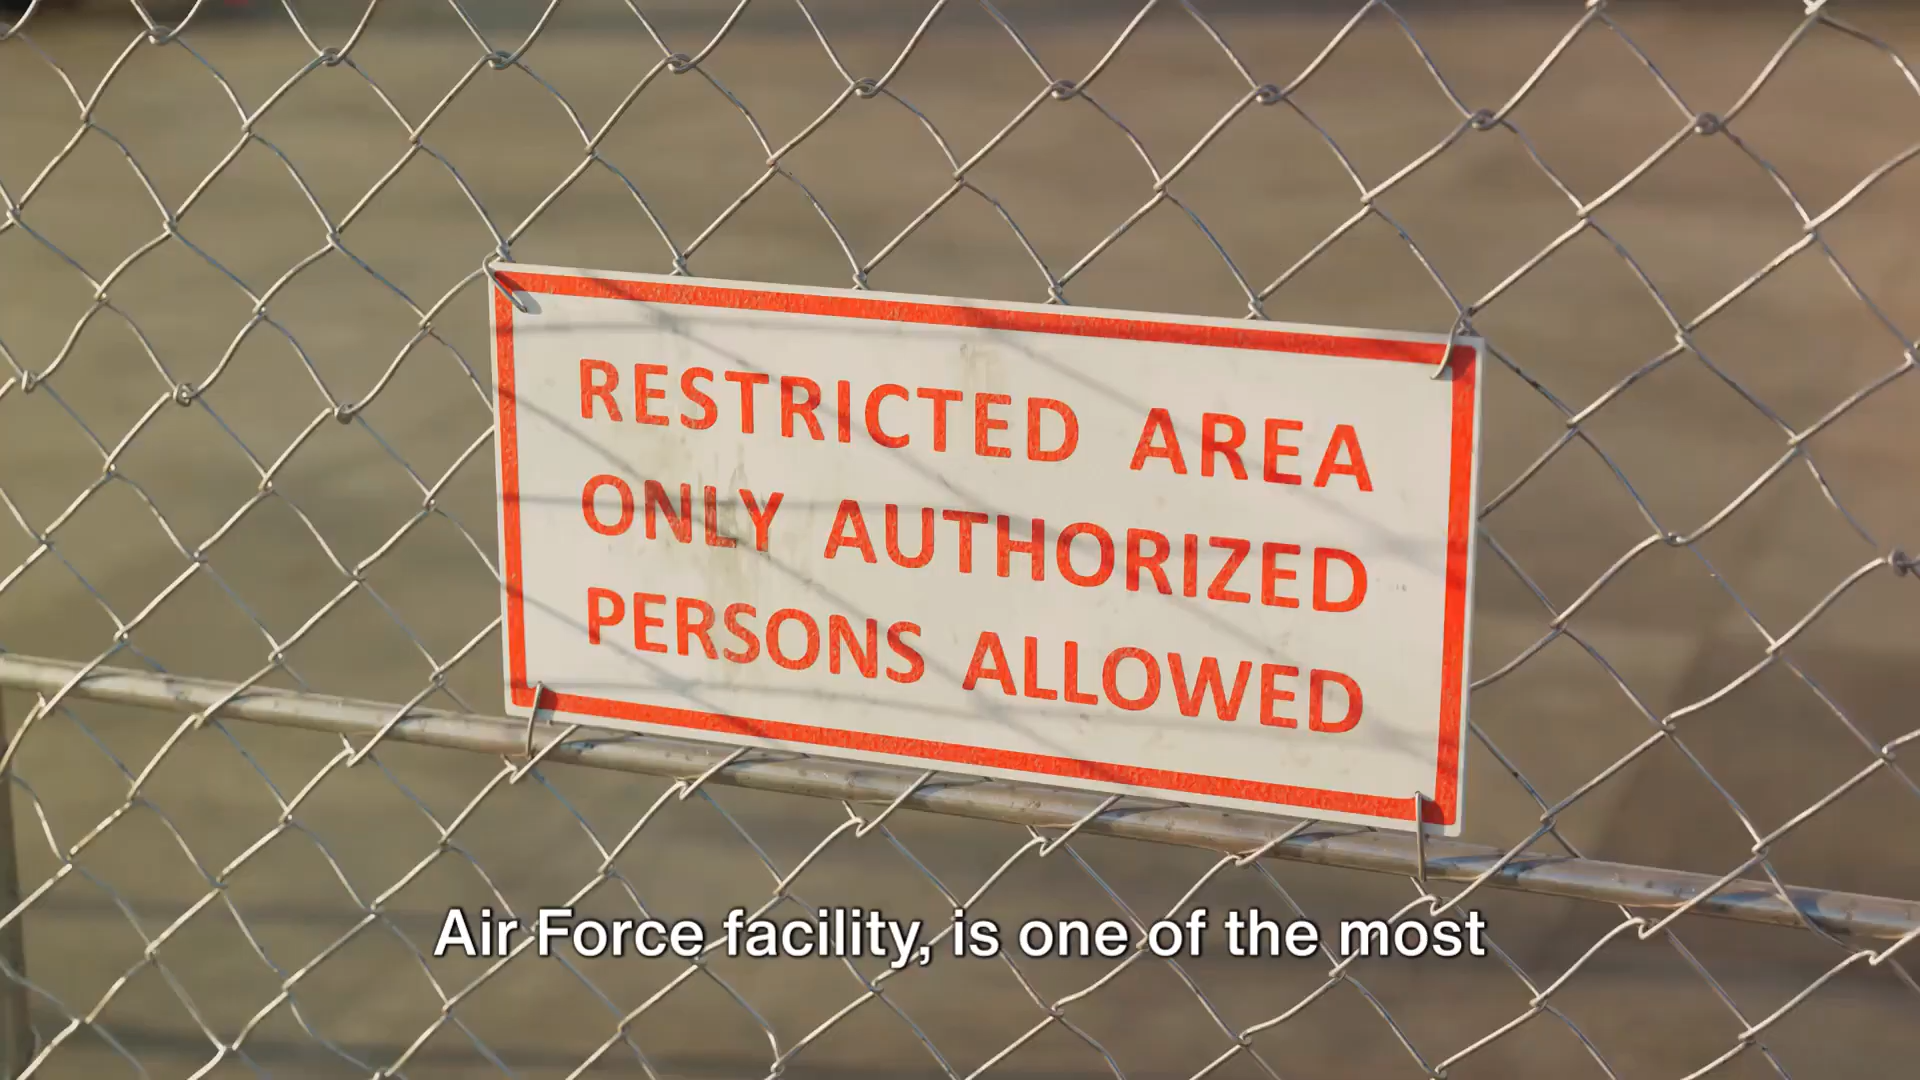 RESTRICTED AREA
ONLY AUTHORIZED
PERSONS ALLOWED
Air Force facility, is one of the most